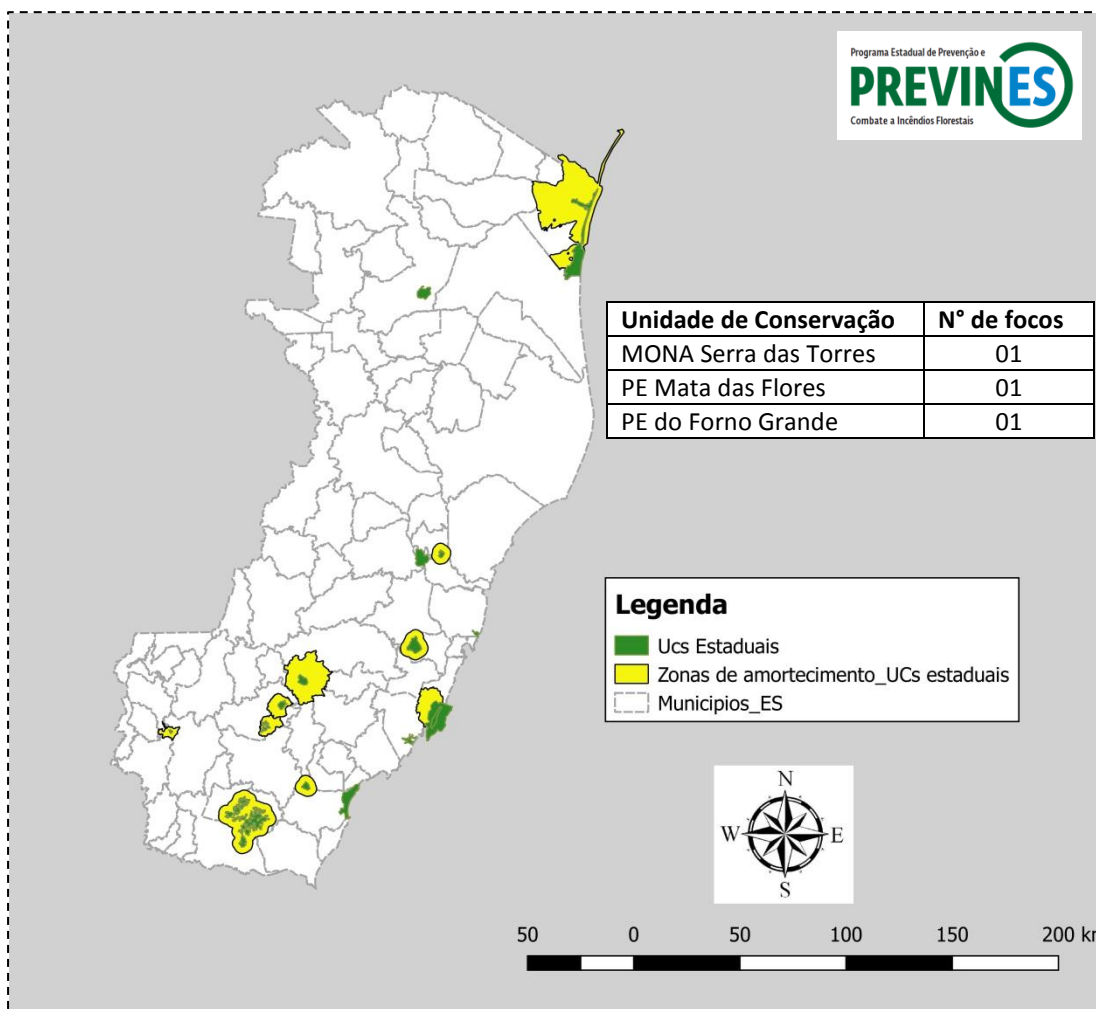 Programa Estadual de Prevenção e
PREVINES
Combate a Incêndios Florestais
Unidade de Conservação N° de focos
MONA Serra das Torres 01
PE Mata das Flores 01
PE do Forno Grande 01
Legenda
Ucs Estaduais
Zonas de amortecimento_UCs estaduais
Municipios_ES
N
W E
S
50 0 50 100 150 200 km